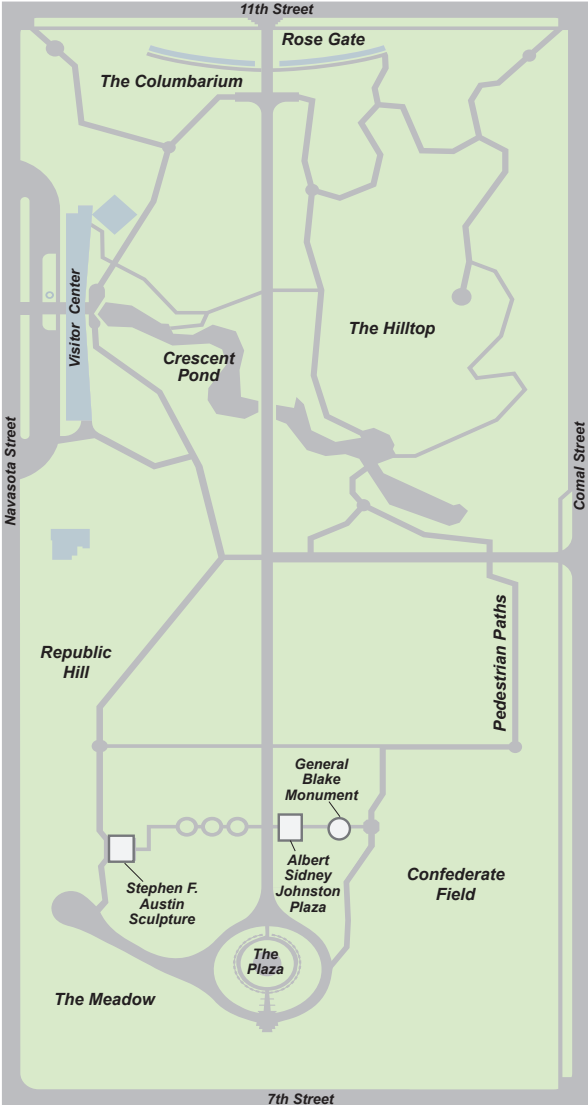 11th Street
Rose Gate
The Columbarium
Visitor Center
The Hilltop
Crescent
Pond
Navasota Street
Comal Street
Republic
Hill
Pedestrian Paths
General
Blake
Monument
Albert
Sidney
Johnston
Plaza
Stephen F.
Austin
Sculpture
Confederate
Field
The
Plaza
The Meadow
7th Street